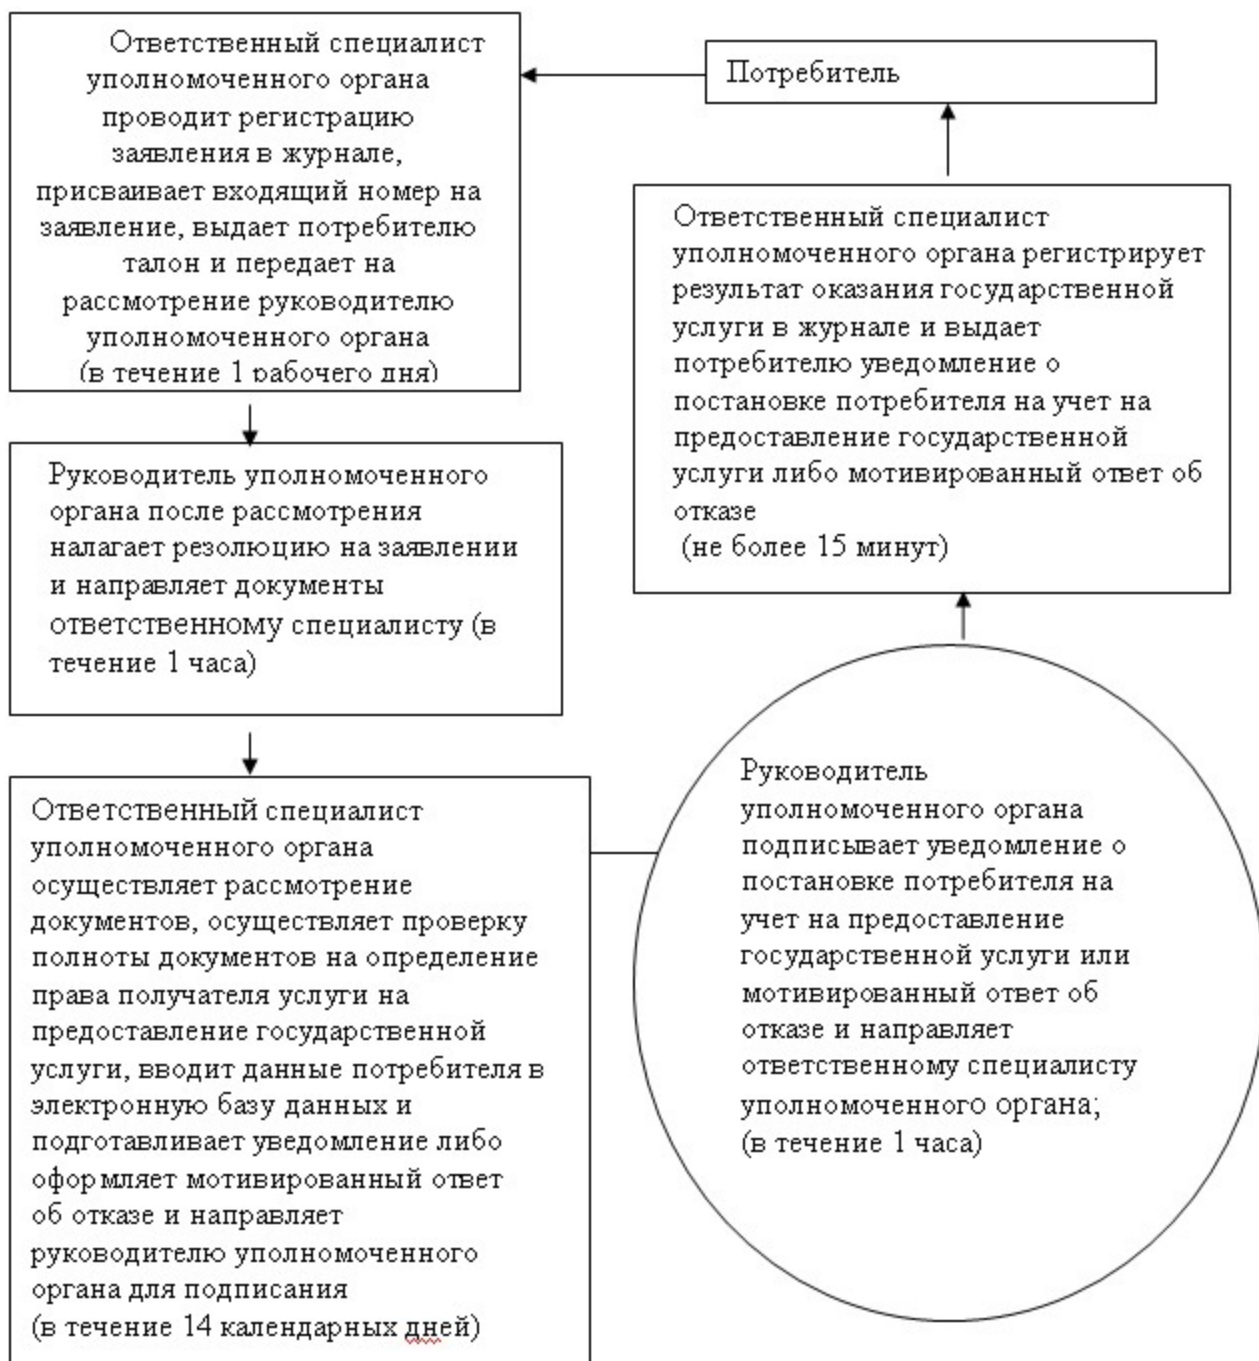 Ответственный специалист
уполномоченного органа
проводит регистрацию
заявления в журнале,
присваивает входящий номер на
заявление, выдает потребителю
талон и передает на
рассмотрение руководителю
уполномоченного органа
(в течение 1 рабочего дня)
Потребитель
Ответственный специалист
уполномоченного органа регистрирует
результат оказания государственной
услуги в журнале и выдает
потребителю уведомление о
постановке потребителя на учет на
предоставление государственной
услуги либо мотивированный ответ об
отказе
(не более 15 минут)
Руководитель уполномоченного
органа после рассмотрения
налагает резолюцию на заявлении
и направляет документы
ответственному специалисту (в
течение 1 часа)
Ответственный специалист
уполномоченного органа
осуществляет рассмотрение
документов, осуществляет проверку
полноты документов на определение
права получателя услуги на
предоставление государственной
услуги, вводит данные потребителя в
электронную базу данных и
подготавливает уведомление либо
оформляет мотивированный ответ
об отказе и направляет
руководителю уполномоченного
органа для подписания
(в течение 14 календарных дней)
Руководитель
уполномоченного органа
подписывает уведомление о
постановке потребителя на
учет на предоставление
государственной услуги или
мотивированный ответ об
отказе и направляет
ответственному специалисту
уполномоченного органа;
(в течение 1 часа)